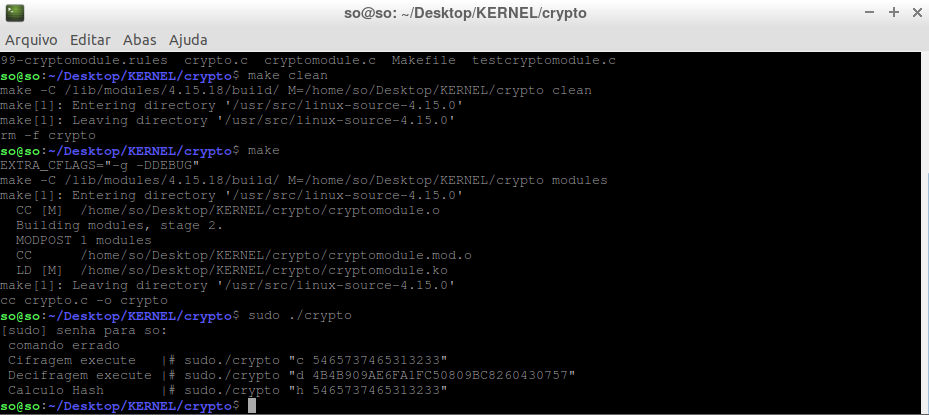 so@so: ~/Desktop/KERNEL/crypto
Arquivo Editar Abas Ajuda
99-cryptomodule.rules crypto.c cryptomodule.c Makefile testcryptomodule.c
so@so:~/Desktop/KERNEL/crypto$ make clean
make -C /lib/modules/4.15.18/build/ M=/home/so/Desktop/KERNEL/crypto clean
make[1]: Entering directory '/usr/src/linux-source-4.15.0'
make[1]: Leaving directory '/usr/src/linux-source-4.15.0'
rm -f crypto
so@so:~/Desktop/KERNEL/crypto$ make
EXTRA_CFLAGS="-g -DDEBUG"
make -C /lib/modules/4.15.18/build/ M=/home/so/Desktop/KERNEL/crypto modules
make[1]: Entering directory '/usr/src/linux-source-4.15.0'
CC [M] /home/so/Desktop/KERNEL/crypto/cryptomodule.o
Building modules, stage 2.
MODPOST 1 modules
CC /home/so/Desktop/KERNEL/crypto/cryptomodule.mod.o
LD [M] /home/so/Desktop/KERNEL/crypto/cryptomodule.ko
make[1]: Leaving directory '/usr/src/linux-source-4.15.0'
cc crypto.c -o crypto
so@so:~/Desktop/KERNEL/crypto$ sudo ./crypto
[sudo] senha para so:
comando errado
Cifragem execute |# sudo./crypto "c 5465737465313233"
Decifragem execute |# sudo./crypto "d 4B4B909AE6FA1FC50809BC8260430757"
Calculo Hash |# sudo./crypto "h 5465737465313233"
so@so:~/Desktop/KERNEL/crypto$